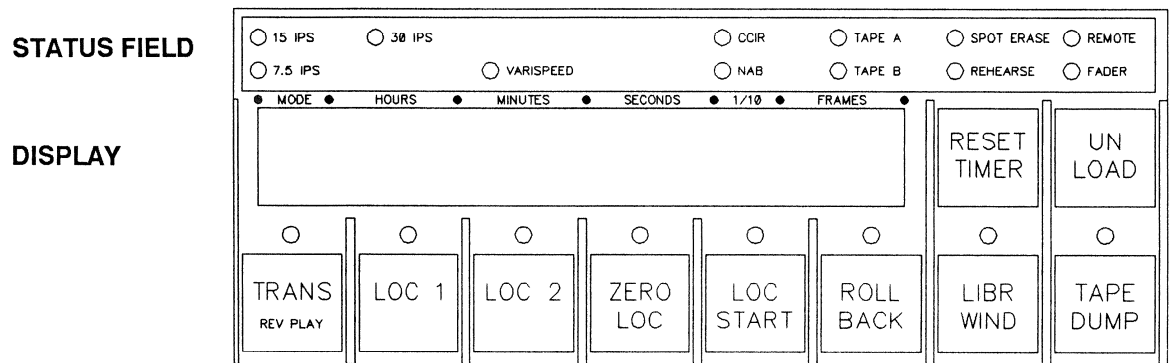 STATUS FIELD
15 IPS 30 IPS CCIR TAPE A SPOT ERASE REMOTE
7.5 IPS VARISPEED NAB TAPE B REHEARSE FADER
MODE HOURS MINUTES SECONDS 1/10 FRAMES
DISPLAY
RESET TIMER
UN LOAD
TRANS
REV PLAY
LOC 1
LOC 2
ZERO
LOC
LOC
START
ROLL
BACK
LIBR
WIND
TAPE
DUMP